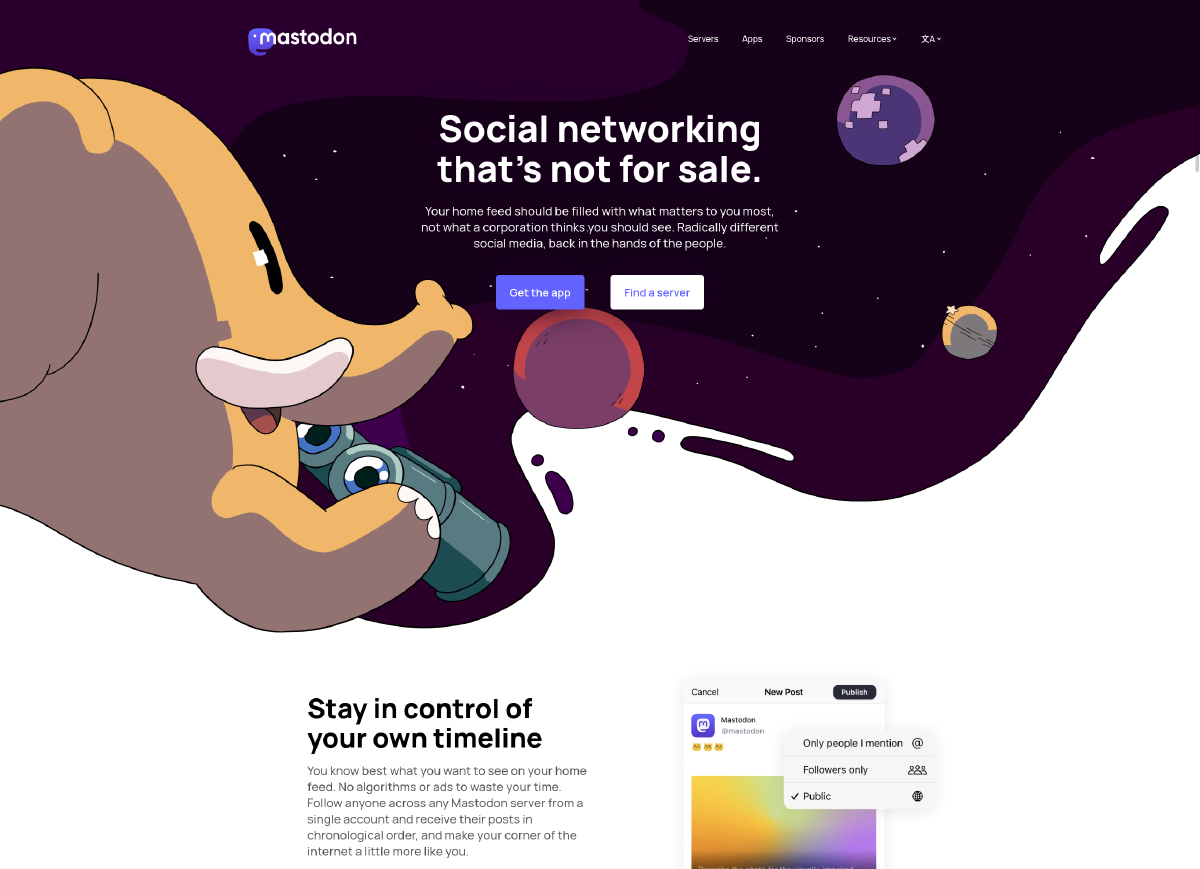 mastodon
Servers Apps Sponsors Resources 文A
Social networking
that's not for sale.
Your home feed should be filled with what matters to you most,
not what a corporation thinks you should see. Radically different
social media, back in the hands of the people.
Get the app Find a server
Stay in control of
your own timeline
You know best what you want to see on your home
feed. No algorithms or ads to waste your time.
Follow anyone across any Mastodon server from a
single account and receive their posts in
chronological order, and make your corner of the
internet a little more like you.
Cancel New Post Publish
Mastodon
@mastodon
Only people I mention @
Followers only
Public